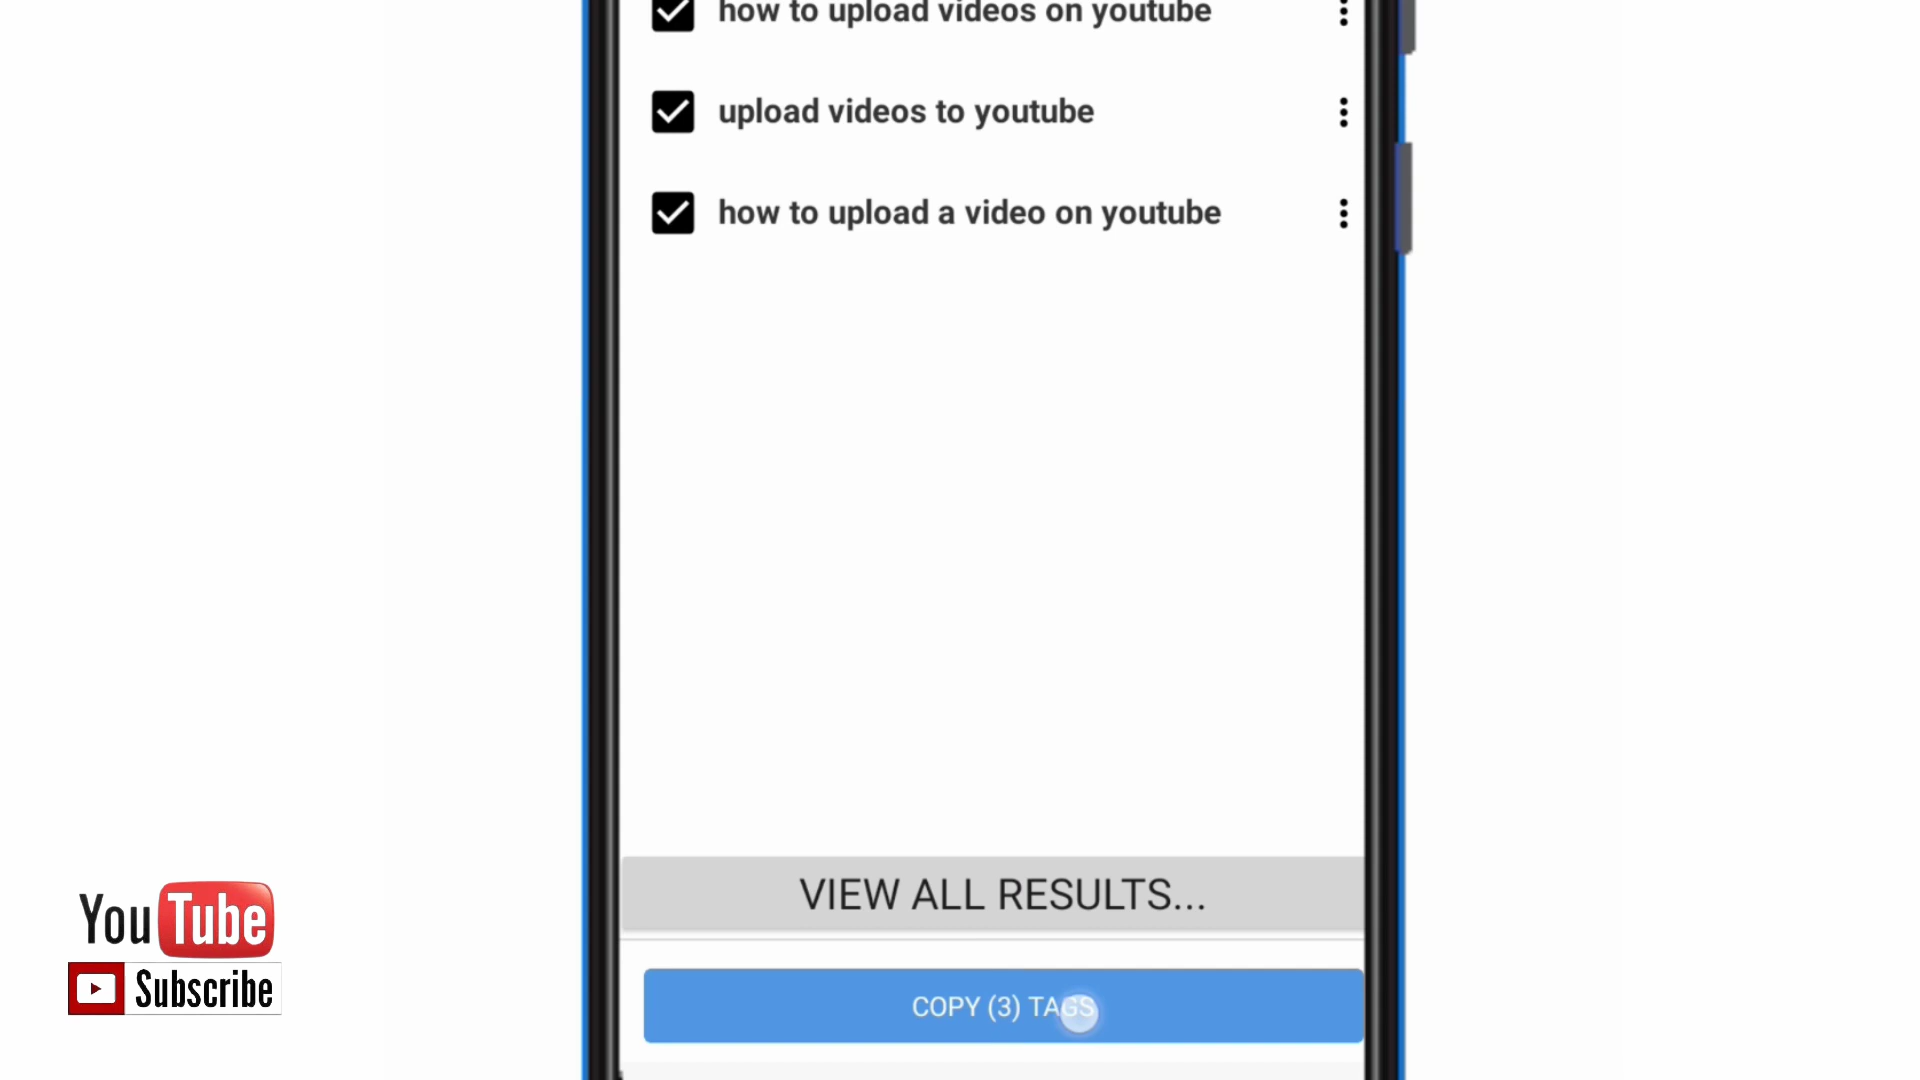 how to upload videos on youtube
upload videos to youtube
how to upload a video on youtube
VIEW ALL RESULTS...
COPY (3) TAGS
YouTube
Subscribe